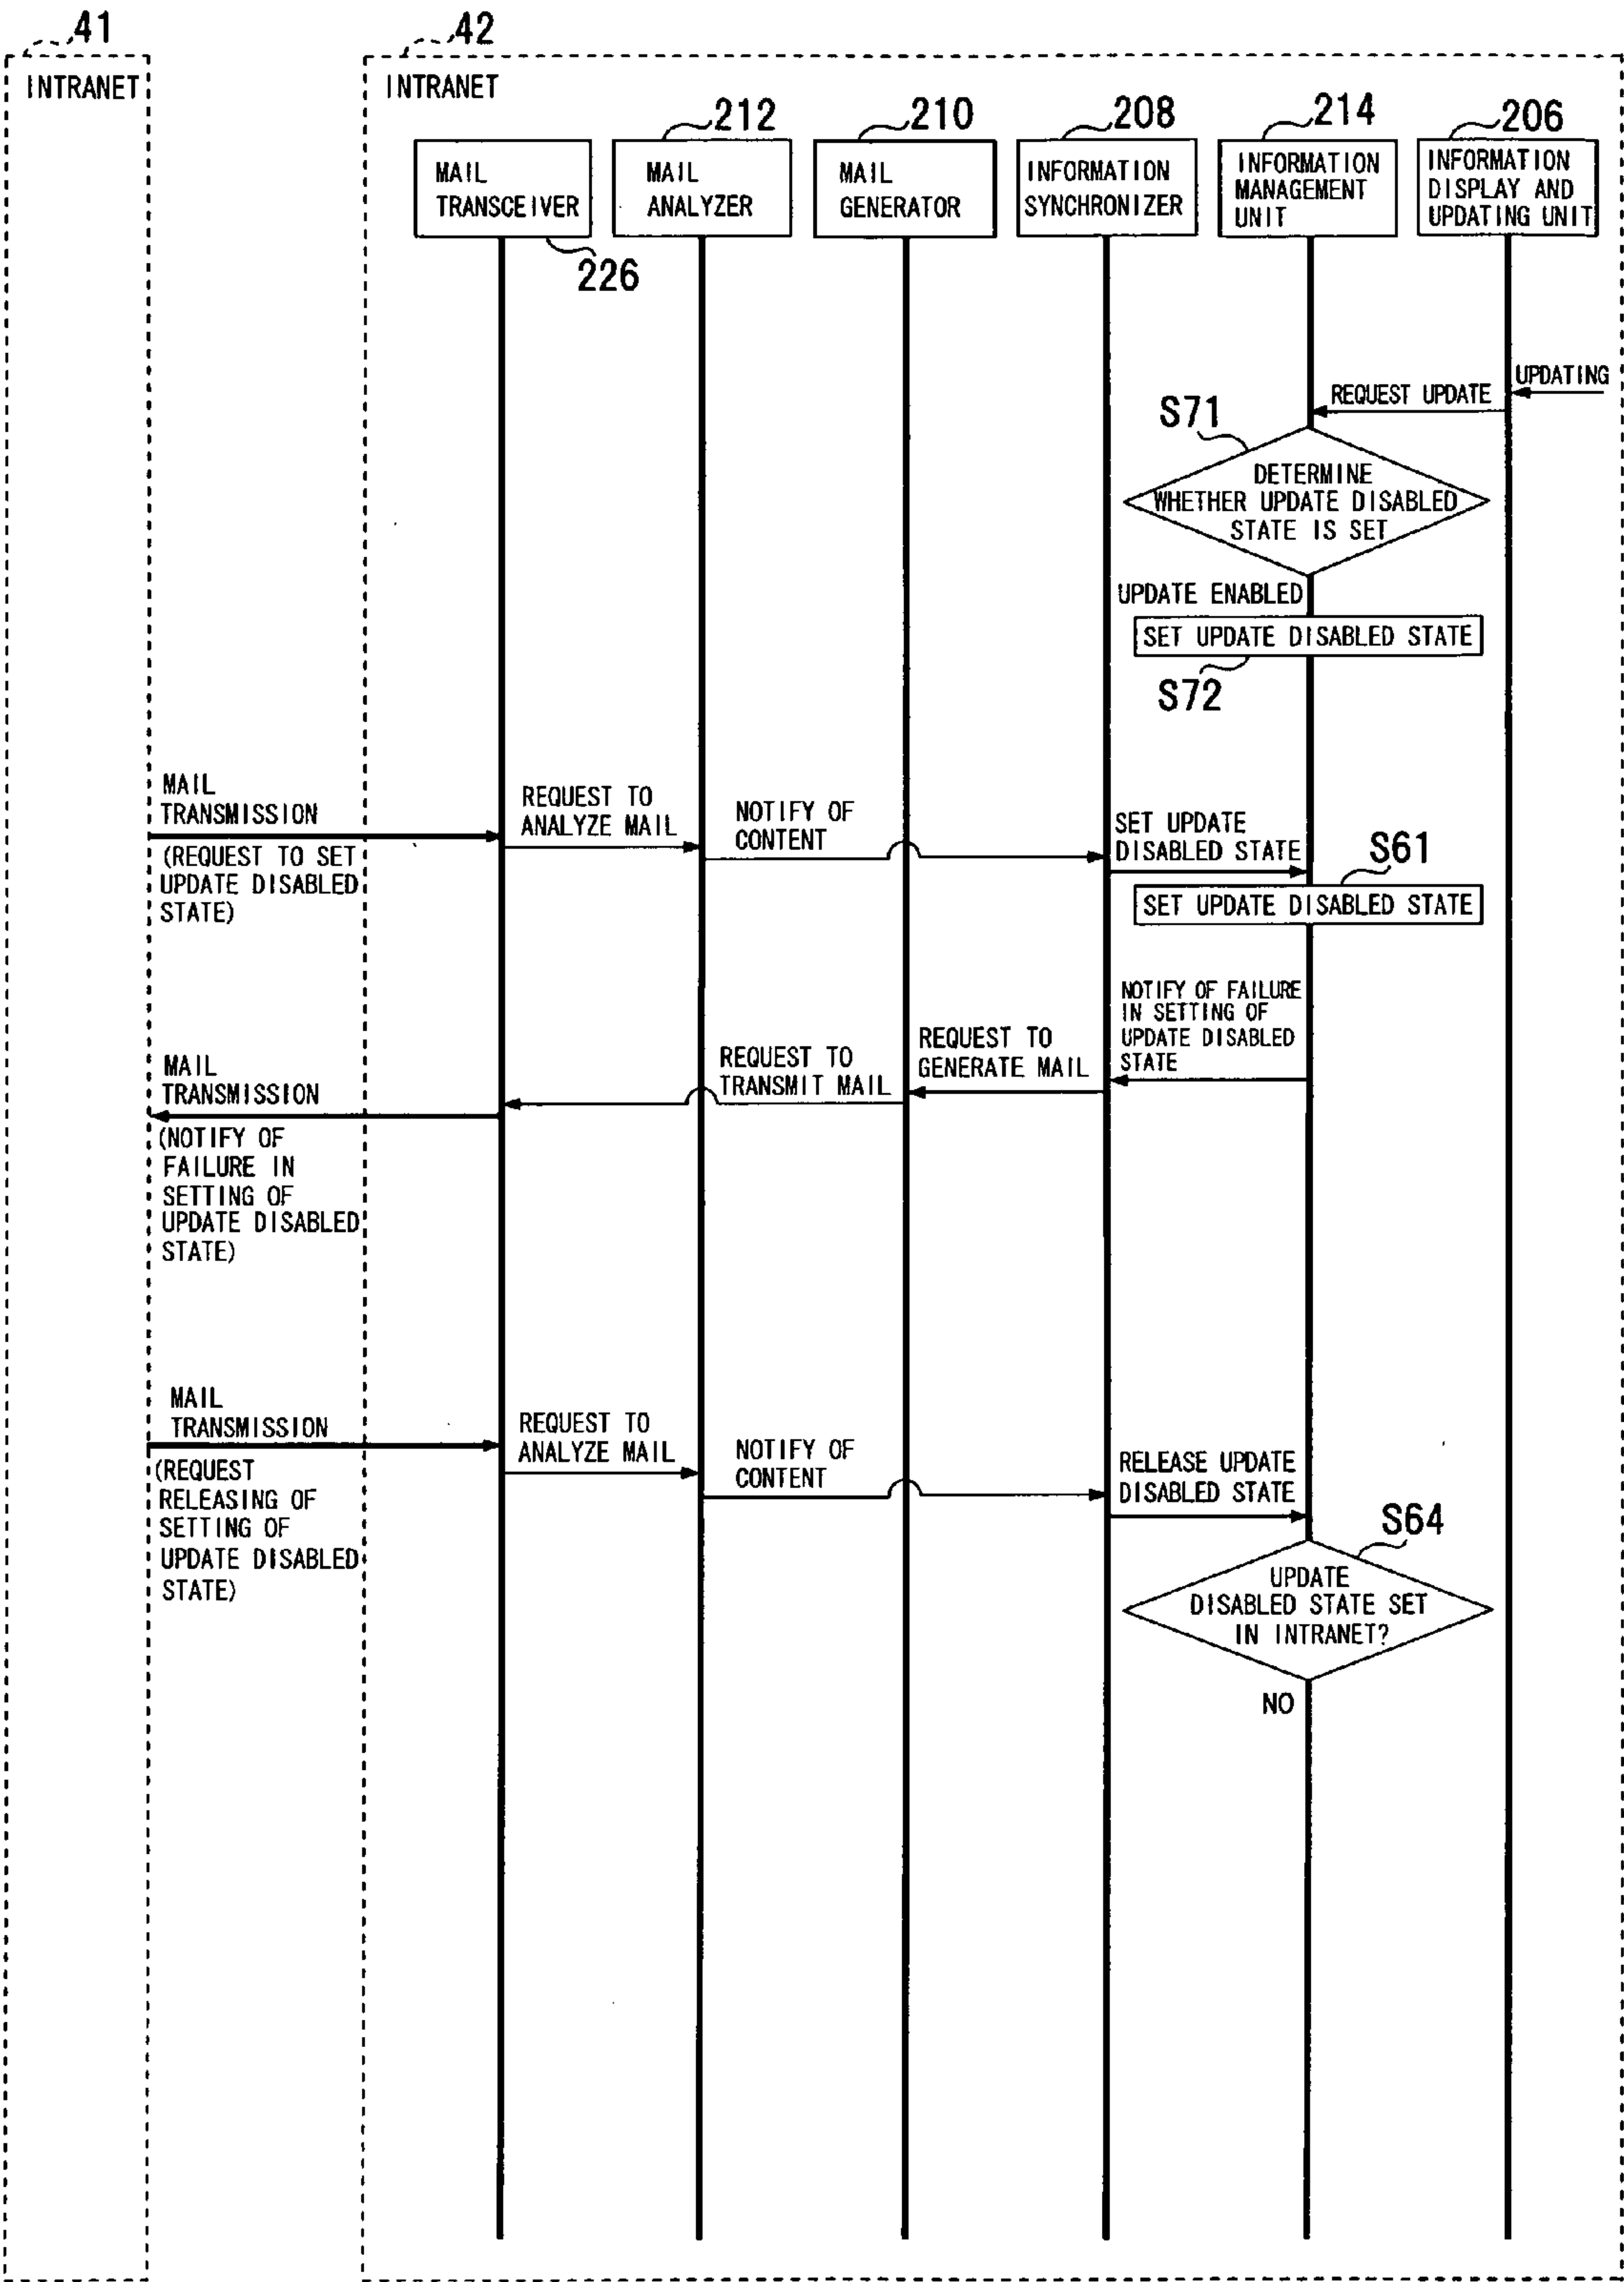 41
42
INTRANET
INTRANET
212
210
208
214
206
MAIL
TRANSCEIVER
MAIL
ANALYZER
MAIL
GENERATOR
INFORMATION
SYNCHRONIZER
INFORMATION
MANAGEMENT
UNIT
INFORMATION
DISPLAY AND
UPDATING UNIT
226
UPDATING
REQUEST UPDATE
S71
DETERMINE
WHETHER UPDATE DISABLED
STATE IS SET
UPDATE ENABLED
SET UPDATE DISABLED STATE
S72
MAIL
TRANSMISSION
(REQUEST TO SET
UPDATE DISABLED
STATE)
REQUEST TO
ANALYZE MAIL
NOTIFY OF
CONTENT
SET UPDATE
DISABLED STATE
S61
SET UPDATE DISABLED STATE
NOTIFY OF FAILURE
IN SETTING OF
UPDATE DISABLED
STATE
REQUEST TO
GENERATE MAIL
REQUEST TO
TRANSMIT MAIL
MAIL
TRANSMISSION
(NOTIFY OF
FAILURE IN
SETTING OF
UPDATE DISABLED
STATE)
MAIL
TRANSMISSION
(REQUEST
RELEASING OF
SETTING OF
UPDATE DISABLED
STATE)
REQUEST TO
ANALYZE MAIL
NOTIFY OF
CONTENT
RELEASE UPDATE
DISABLED STATE
S64
UPDATE
DISABLED STATE SET
IN INTRANET?
NO